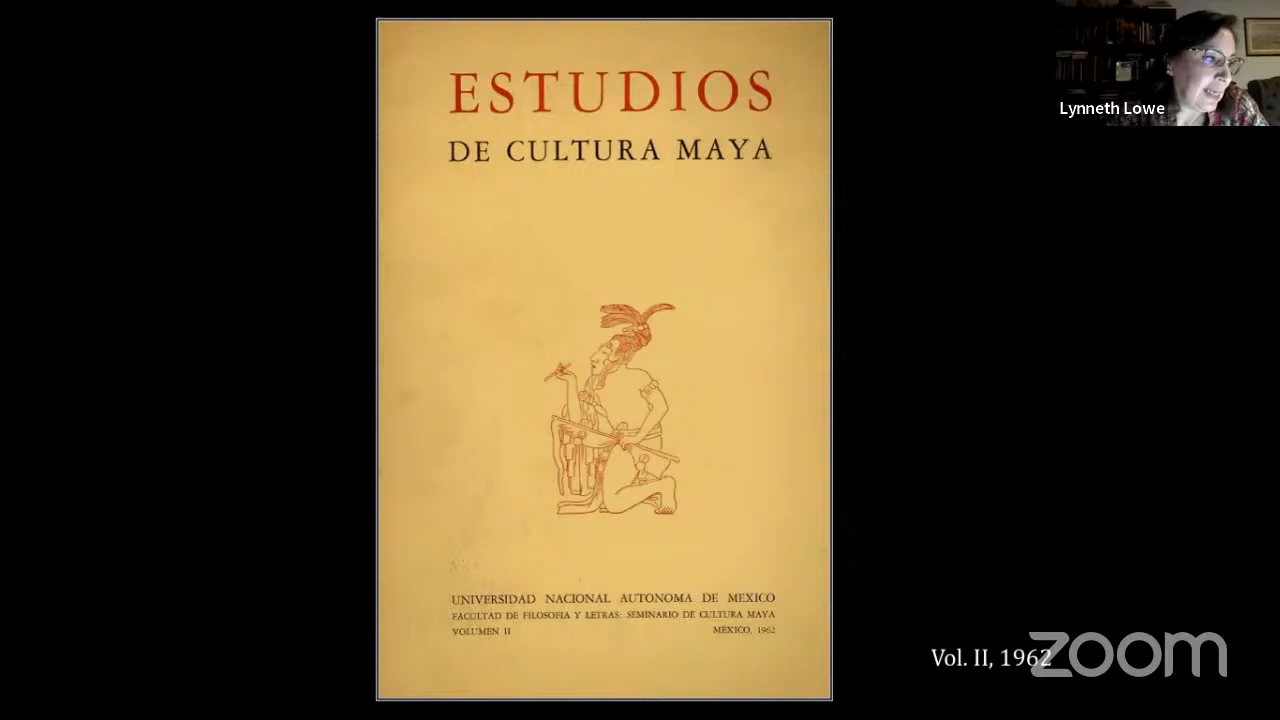 ESTUDIOS
DE CULTURA MAYA
UNIVERSIDAD NACIONAL AUTONOMA DE MEXICO
FACULTAD DE FILOSOFIA Y LETRAS: SEMINARIO DE CULTURA MAYA
VOLUMEN II
MEXICO, 1962
Vol. II, 1962
zoom
Lynneth Lowe